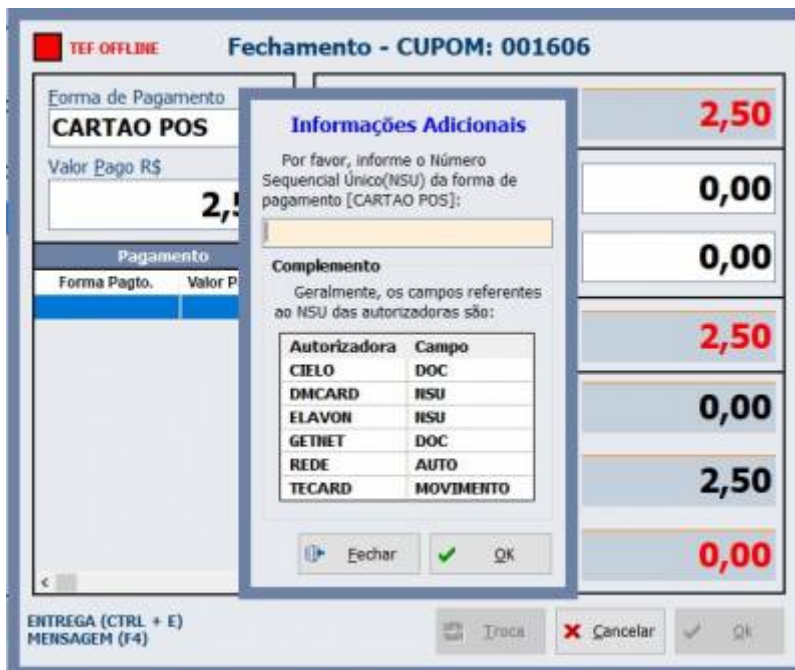 TEF OFFLINE
Fechamento - CUPOM: 001606
Forma de Pagamento
CARTAO POS
Valor Pago R$
2,5
Pagamento
Forma Pagto. Valor P
Informações Adicionais
Por favor, informe o Número
Sequencial Único(NSU) da forma de
pagamento [CARTAO POS]:
Complemento
Geralmente, os campos referentes
ao NSU das autorizadoras são:
Autorizadora Campo
CIELO DOC
DMCARD NSU
ELAVON NSU
GETNET DOC
REDE AUTO
TECARD MOVIMENTO
Fechar OK
2,50
0,00
0,00
2,50
0,00
2,50
0,00
ENTREGA (CTRL + E)
MENSAGEM (F4)
Troca Cancelar Ok